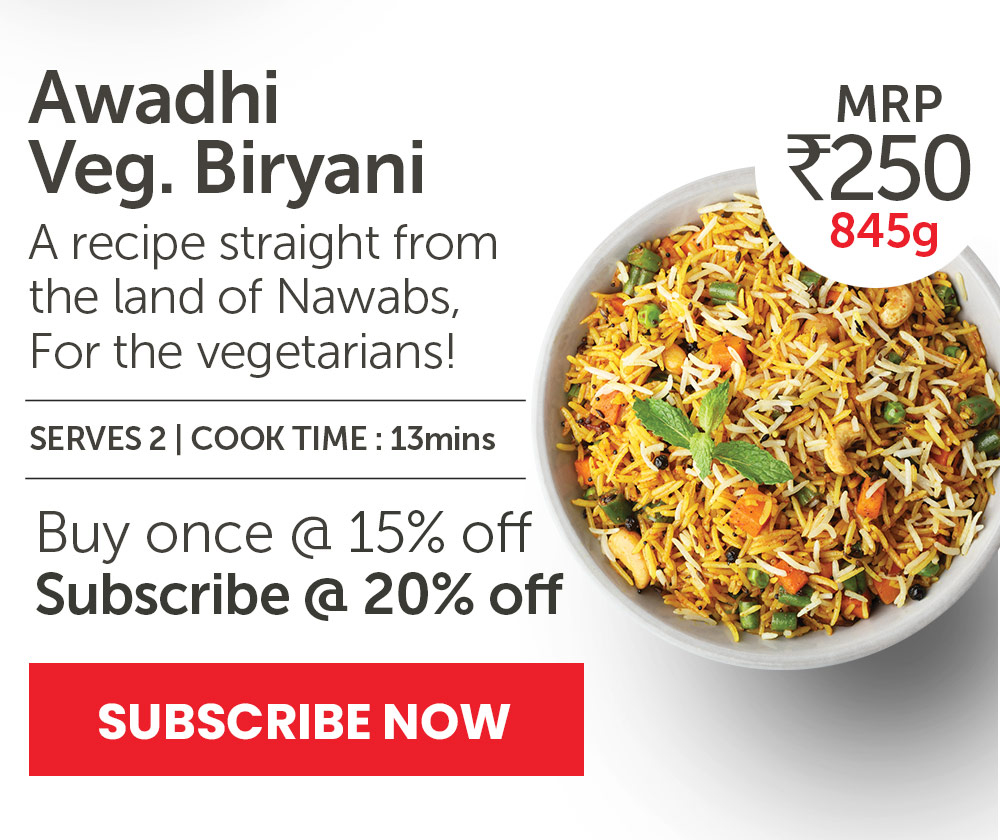 Awadhi
Veg. Biryani
A recipe straight from
the land of Nawabs,
For the vegetarians!
SERVES 2 | COOK TIME : 13mins
Buy once @ 15% off
Subscribe @ 20% off
SUBSCRIBE NOW
MRP
₹250
845g